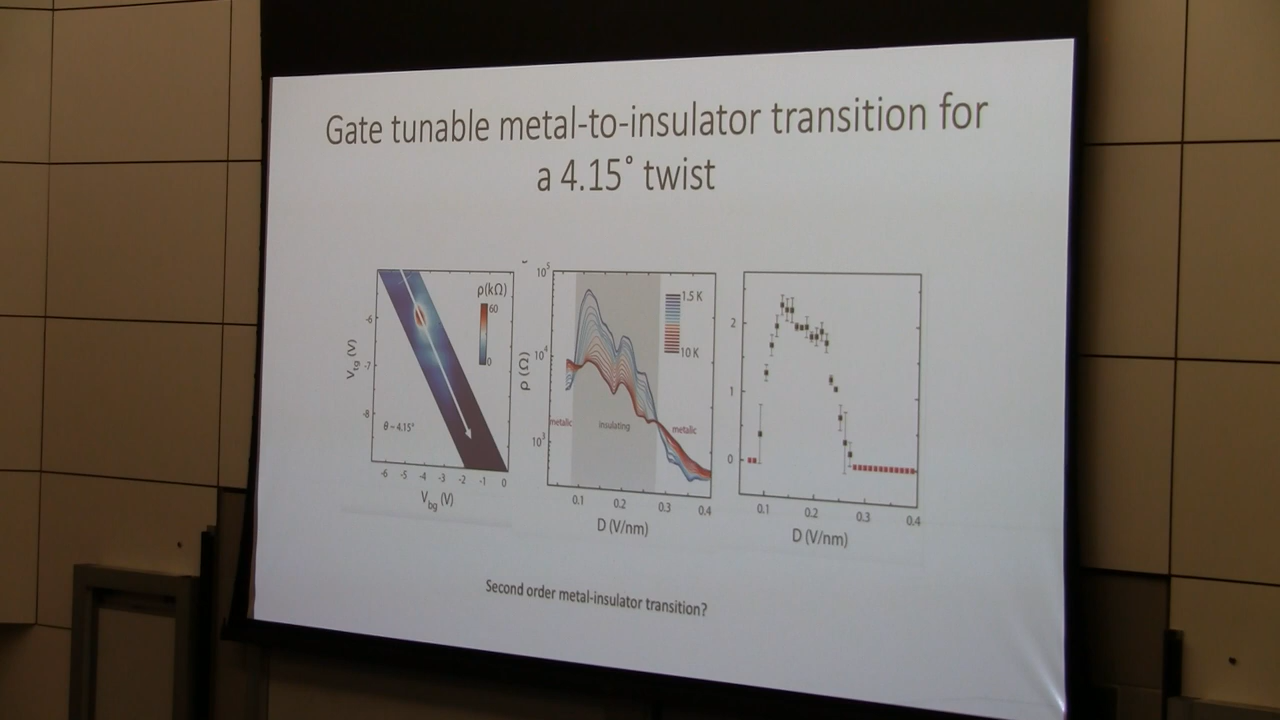 Gate tunable metal-to-insulator transition for
a 4.15° twist
ρ(kΩ)
60
0
-6
-7
-8
V_tg (V)
θ ~ 4.15°
-6 -5 -4 -3 -2 -1 0
V_bg (V)
10^5
10^4
10^3
ρ (Ω)
1.5 K
10 K
metalic
insulating
metalic
0.1 0.2 0.3 0.4
D (V/nm)
2
1
0
0.1 0.2 0.3 0.4
D (V/nm)
Second order metal-insulator transition?